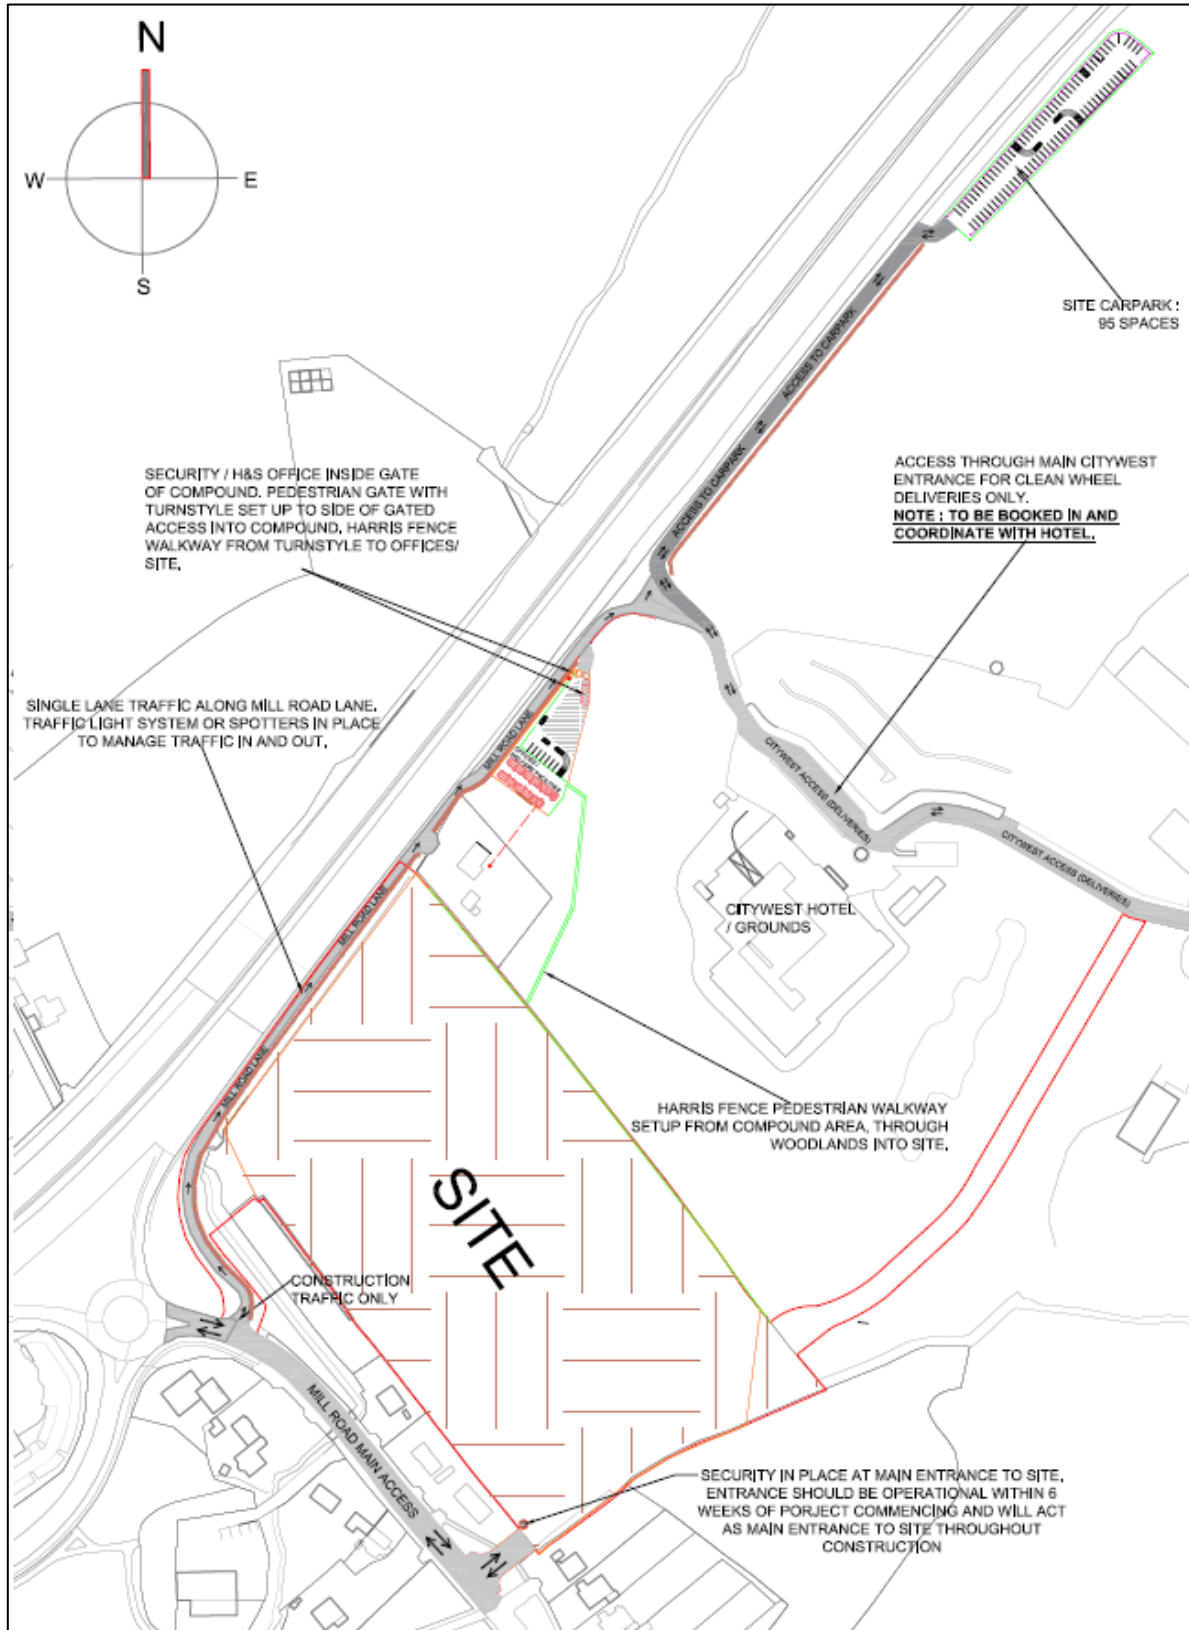 N
W
E
S
SITE CARPARK :
95 SPACES
ACCESS TO CARPARK
ACCESS TO CARPARK
SECURITY / H&S OFFICE INSIDE GATE
OF COMPOUND. PEDESTRIAN GATE WITH
TURNSTYLE SET UP TO SIDE OF GATED
ACCESS INTO COMPOUND. HARRIS FENCE
WALKWAY FROM TURNSTYLE TO OFFICES/
SITE.
ACCESS THROUGH MAIN CITYWEST
ENTRANCE FOR CLEAN WHEEL
DELIVERIES ONLY.
NOTE : TO BE BOOKED IN AND
COORDINATE WITH HOTEL.
SINGLE LANE TRAFFIC ALONG MILL ROAD LANE.
TRAFFIC LIGHT SYSTEM OR SPOTTERS IN PLACE
TO MANAGE TRAFFIC IN AND OUT.
MILL ROAD LANE
CITYWEST ACCESS (DELIVERIES)
CITYWEST ACCESS (DELIVERIES)
MILL ROAD LANE
CITYWEST HOTEL
/ GROUNDS
MILL ROAD LANE
HARRIS FENCE PEDESTRIAN WALKWAY
SETUP FROM COMPOUND AREA, THROUGH
WOODLANDS INTO SITE.
SITE
CONSTRUCTION
TRAFFIC ONLY
MILL ROAD MAIN ACCESS
SECURITY IN PLACE AT MAIN ENTRANCE TO SITE.
ENTRANCE SHOULD BE OPERATIONAL WITHIN 6
WEEKS OF PORJECT COMMENCING AND WILL ACT
AS MAIN ENTRANCE TO SITE THROUGHOUT
CONSTRUCTION